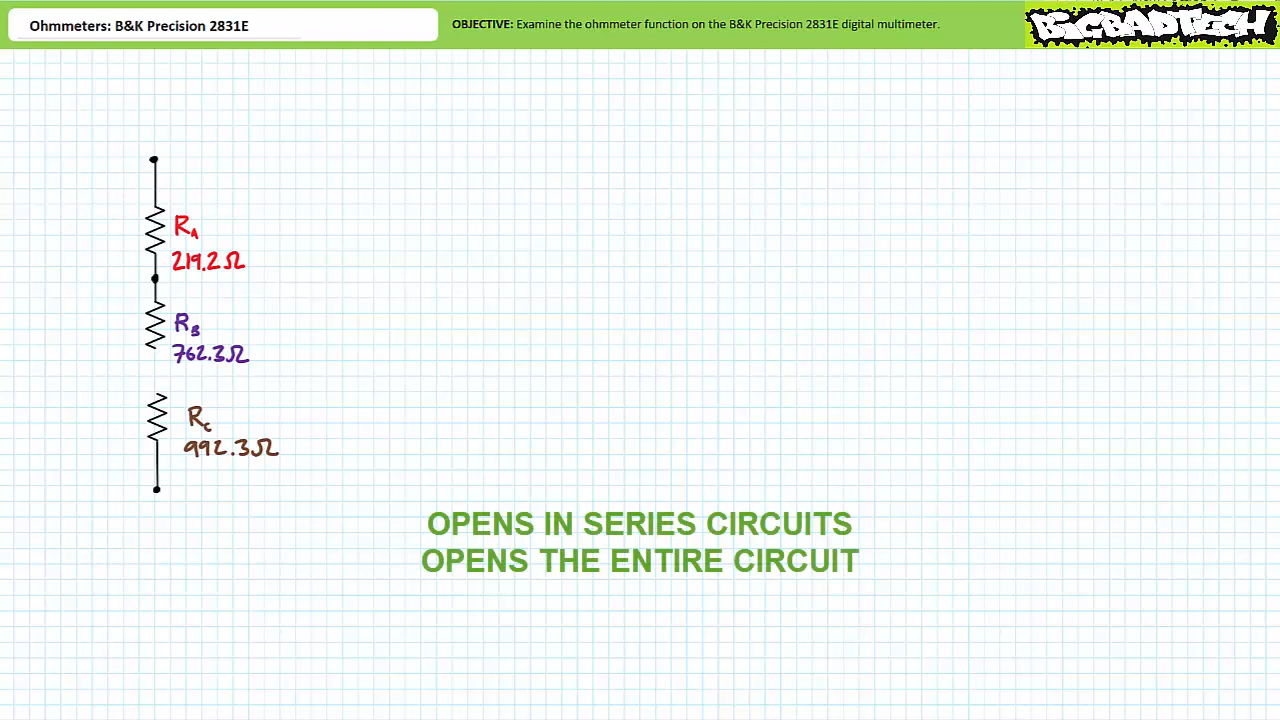 Ohmmeters: B&K Precision 2831E
OBJECTIVE: Examine the ohmmeter function on the B&K Precision 2831E digital multimeter.
BIGBADTECH
RA
219.2Ω
RB
762.3Ω
RC
992.3Ω
OPENS IN SERIES CIRCUITS
OPENS THE ENTIRE CIRCUIT